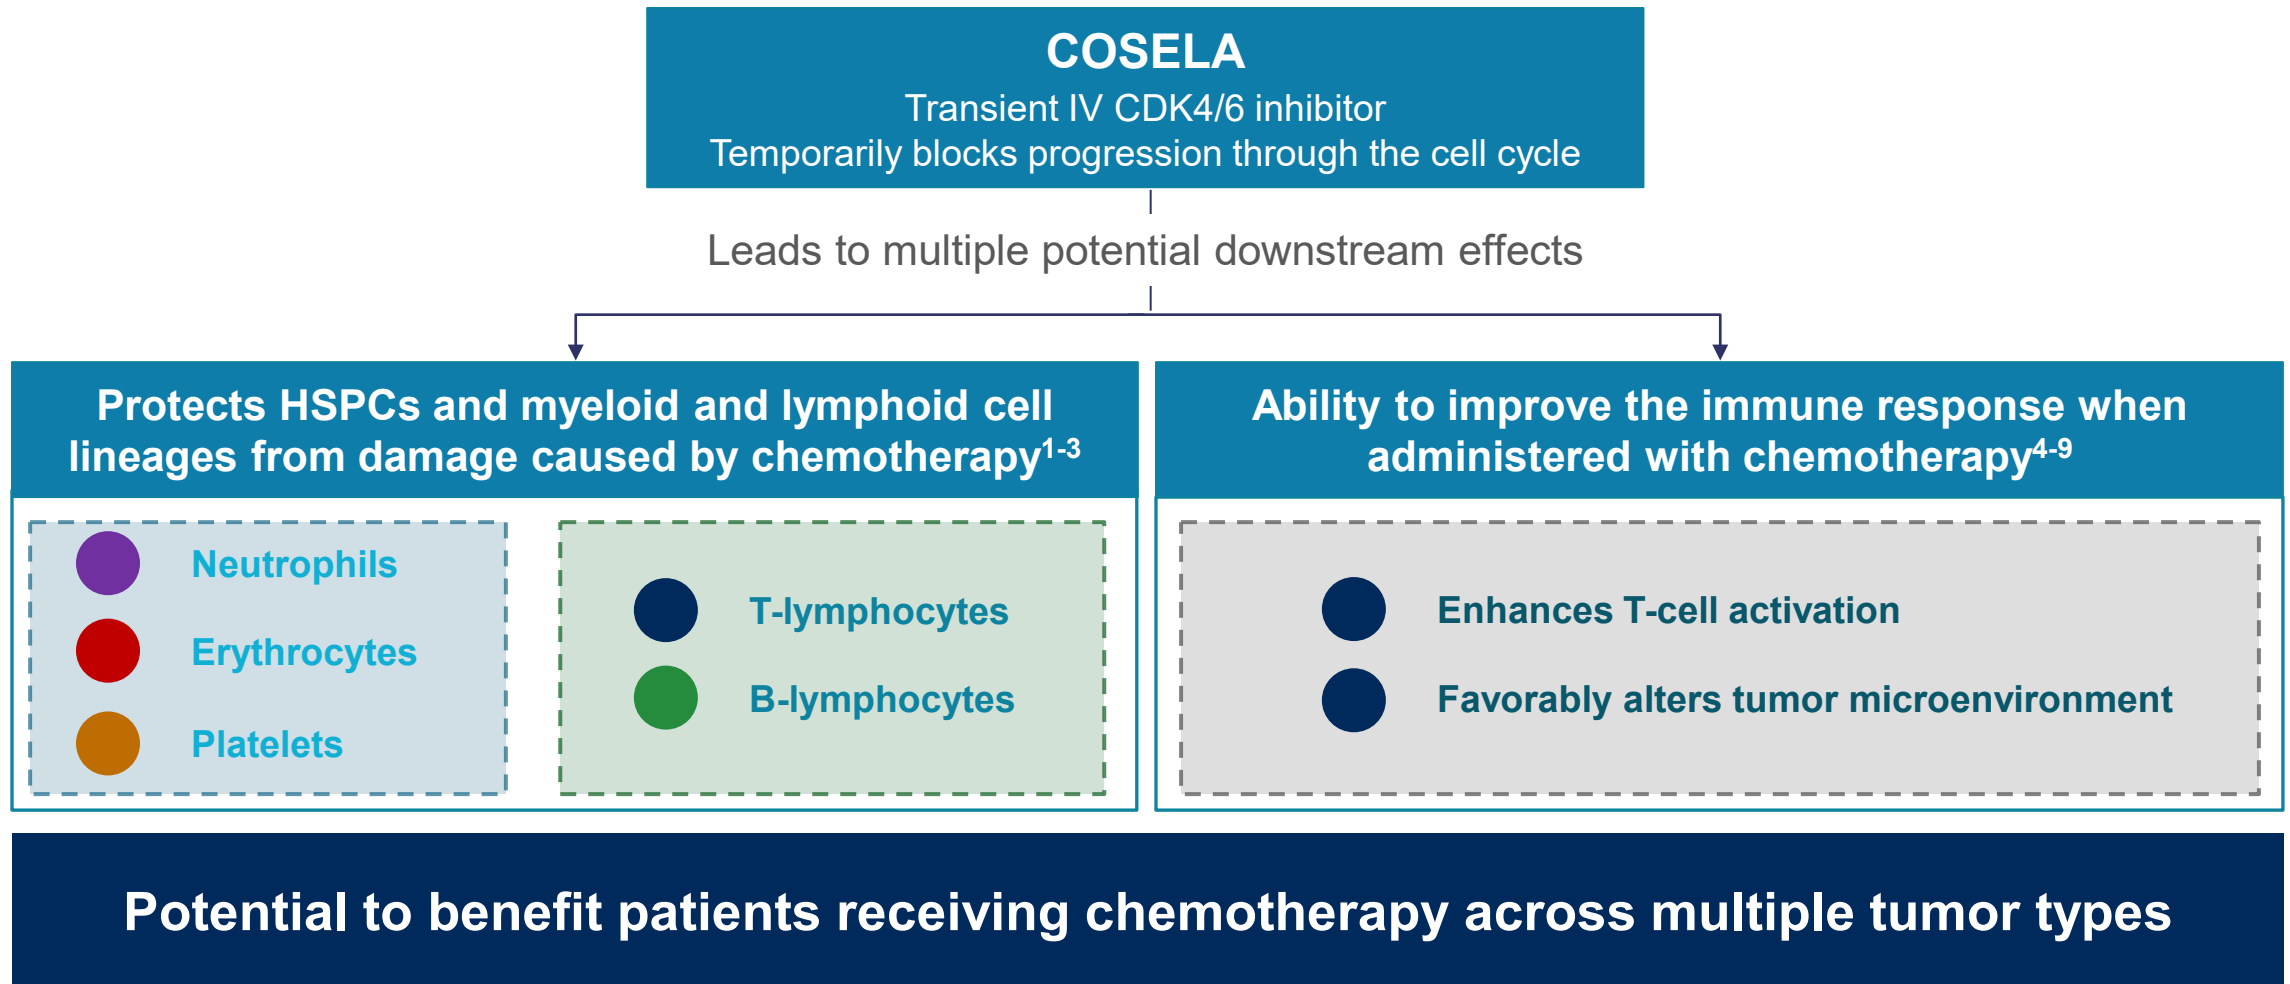 COSELA
Transient IV CDK4/6 inhibitor
Temporarily blocks progression through the cell cycle
Leads to multiple potential downstream effects
Protects HSPCs and myeloid and lymphoid cell
lineages from damage caused by chemotherapy1-3
Neutrophils
Erythrocytes
Platelets
T-lymphocytes
B-lymphocytes
Ability to improve the immune response when
administered with chemotherapy4-9
Enhances T-cell activation
Favorably alters tumor microenvironment
Potential to benefit patients receiving chemotherapy across multiple tumor types